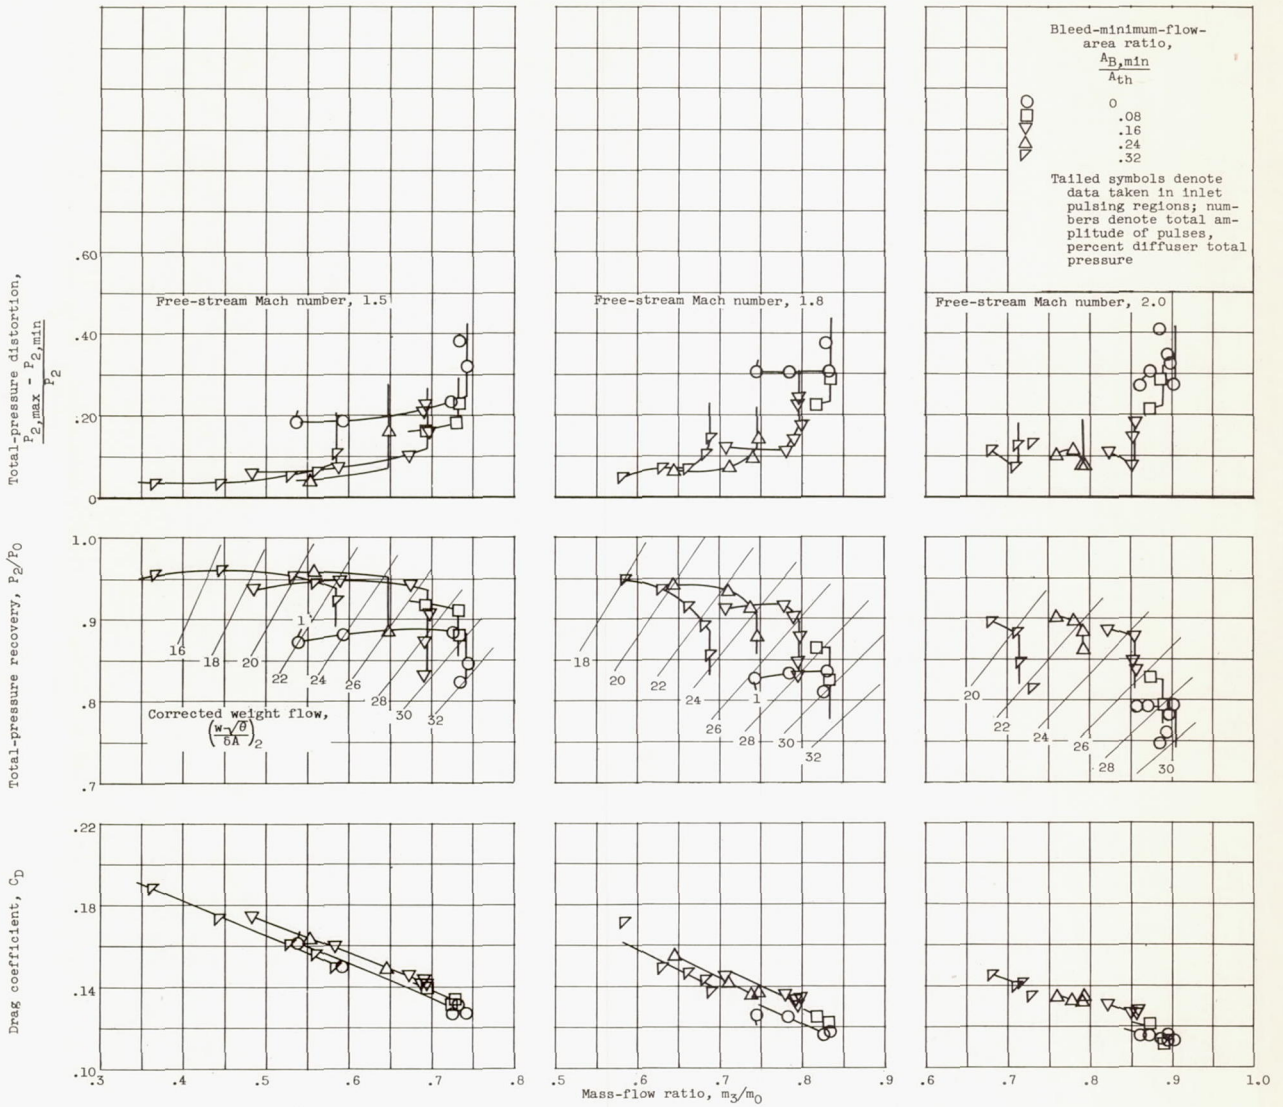 Bleed-minimum-flow-
area ratio,
A_B,min
A_th
0
.08
.16
.24
.32
Tailed symbols denote
data taken in inlet
pulsing regions; num-
bers denote total am-
plitude of pulses,
percent diffuser total
pressure
Total-pressure distortion,
P_2,max - P_2,min
P_2
.60
.40
.20
0
Free-stream Mach number, 1.5
Free-stream Mach number, 1.8
Free-stream Mach number, 2.0
Total-pressure recovery, P_2/P_0
1.0
.9
.8
.7
1
16
18
20
22
24
26
28
30
32
Corrected weight flow,
(w√θ/δA)_2
18
20
22
24
1
26
28
30
32
20
22
24
26
28
30
Drag coefficient, C_D
.22
.18
.14
.10
.3 .4 .5 .6 .7 .8
.5 .6 .7 .8 .9
.6 .7 .8 .9 1.0
Mass-flow ratio, m_3/m_0